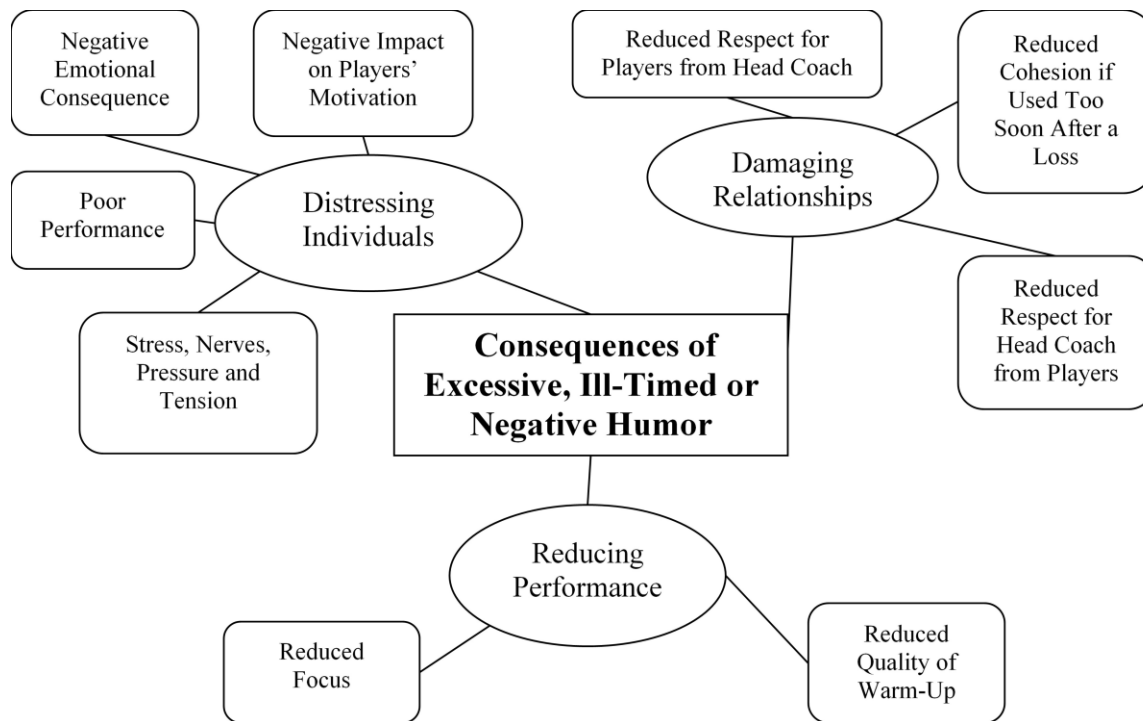 Negative
Emotional
Consequence
Negative Impact
on Players’
Motivation
Reduced Respect for
Players from Head Coach
Reduced
Cohesion if
Used Too
Soon After a
Loss
Poor
Performance
Distressing
Individuals
Damaging
Relationships
Stress, Nerves,
Pressure and
Tension
Reduced
Respect for
Head Coach
from Players
Consequences of
Excessive, Ill-Timed or
Negative Humor
Reducing
Performance
Reduced
Focus
Reduced
Quality of
Warm-Up